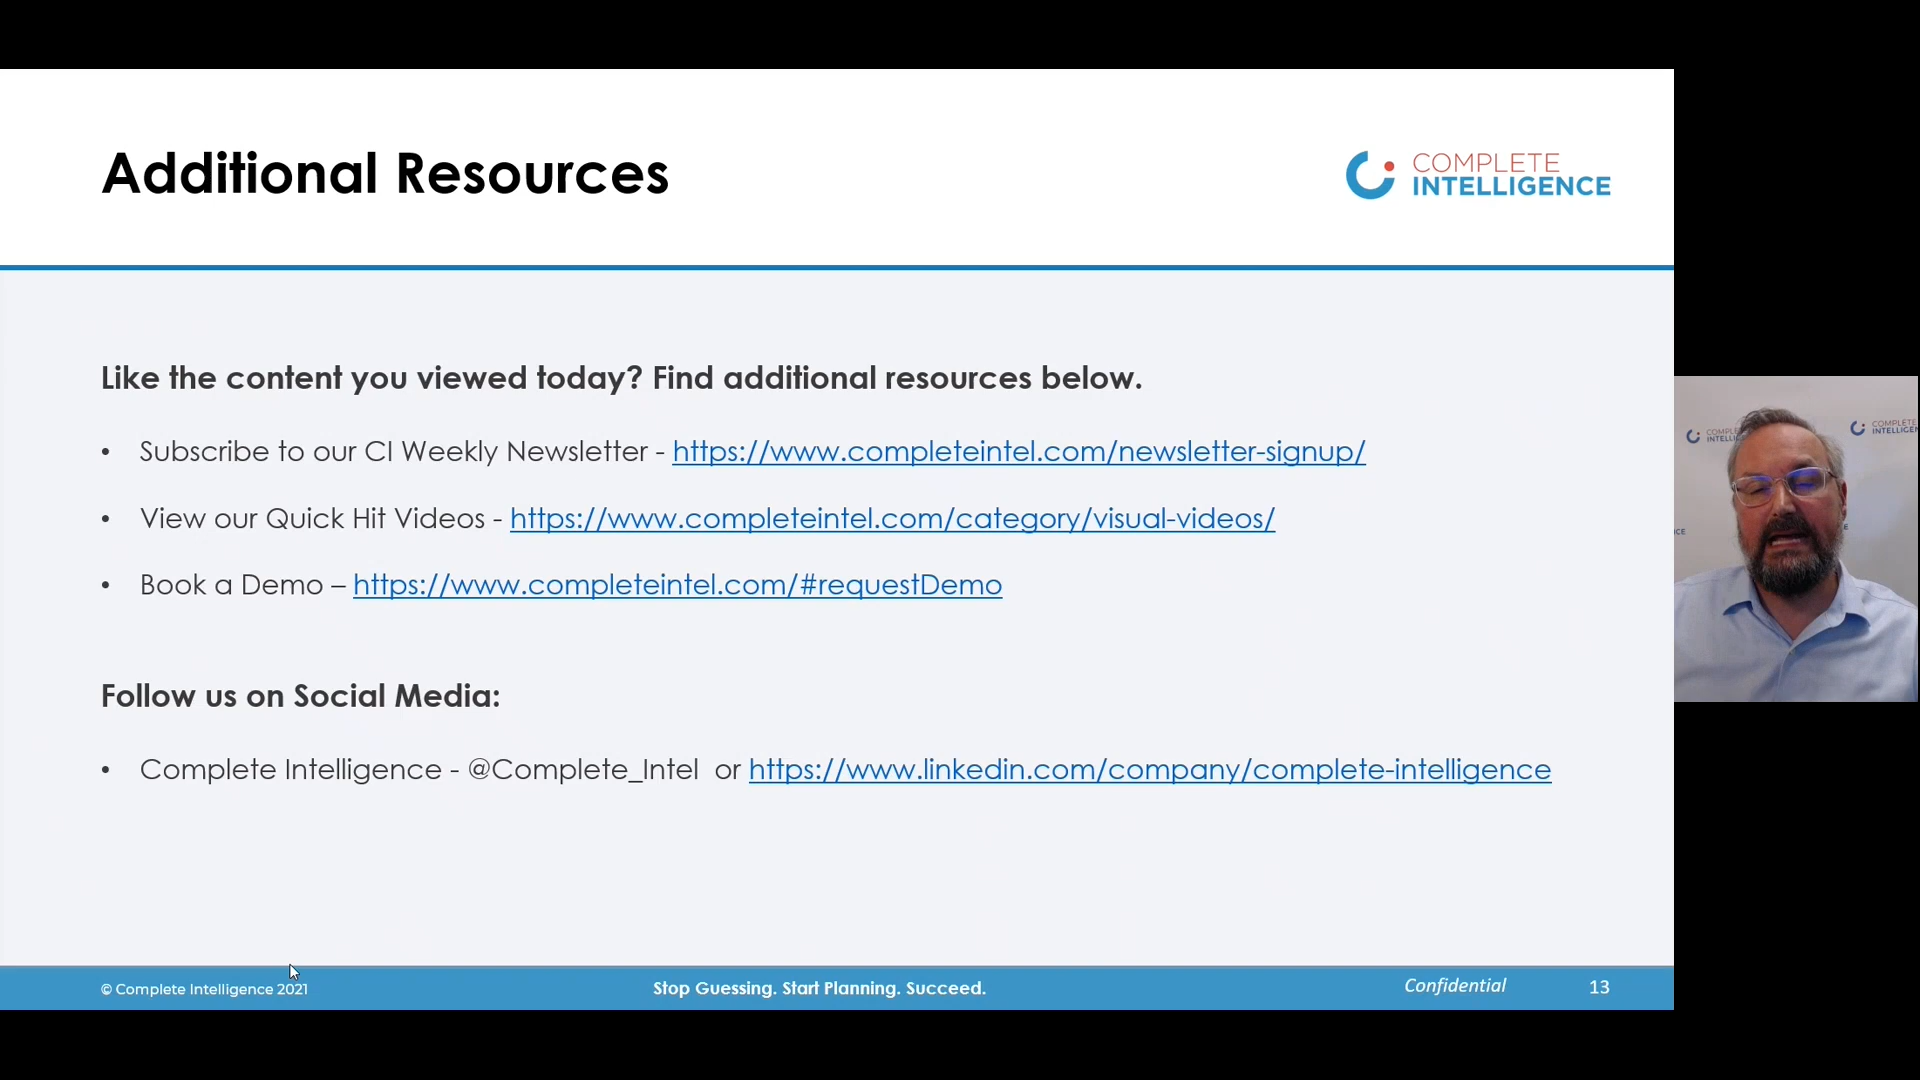 Additional Resources
COMPLETE
INTELLIGENCE
Like the content you viewed today? Find additional resources below.
• Subscribe to our CI Weekly Newsletter - https://www.completeintel.com/newsletter-signup/
• View our Quick Hit Videos - https://www.completeintel.com/category/visual-videos/
• Book a Demo – https://www.completeintel.com/#requestDemo
Follow us on Social Media:
• Complete Intelligence - @Complete_Intel or https://www.linkedin.com/company/complete-intelligence
© Complete Intelligence 2021
Stop Guessing. Start Planning. Succeed.
Confidential
13